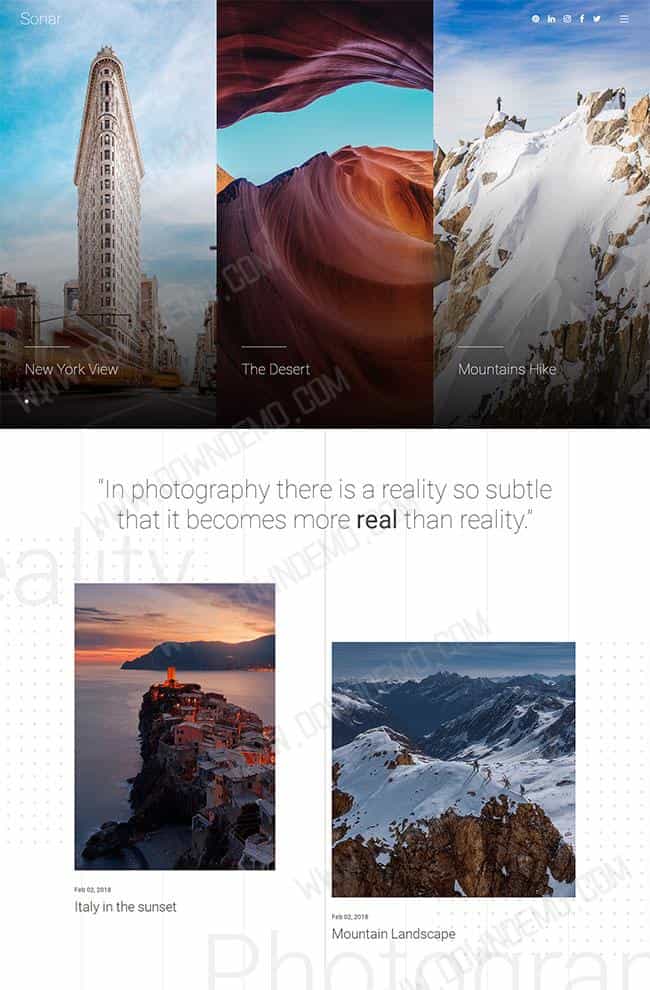 Sonar
New York View
The Desert
Mountains Hike
"In photography there is a reality so subtle
that it becomes more real than reality."
eality
Feb 02, 2018
Italy in the sunset
Feb 02, 2018
Mountain Landscape
Photograp
WWW.DOWNDEMO.COM